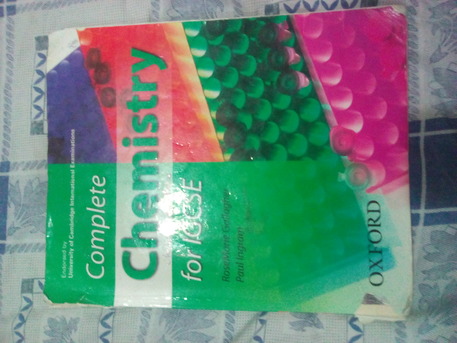 Endorsed by
University of Cambridge International Examinations
Complete
Chemistry
for IGCSE
RoseMarie Gallagher
Paul Ingram
OXFORD